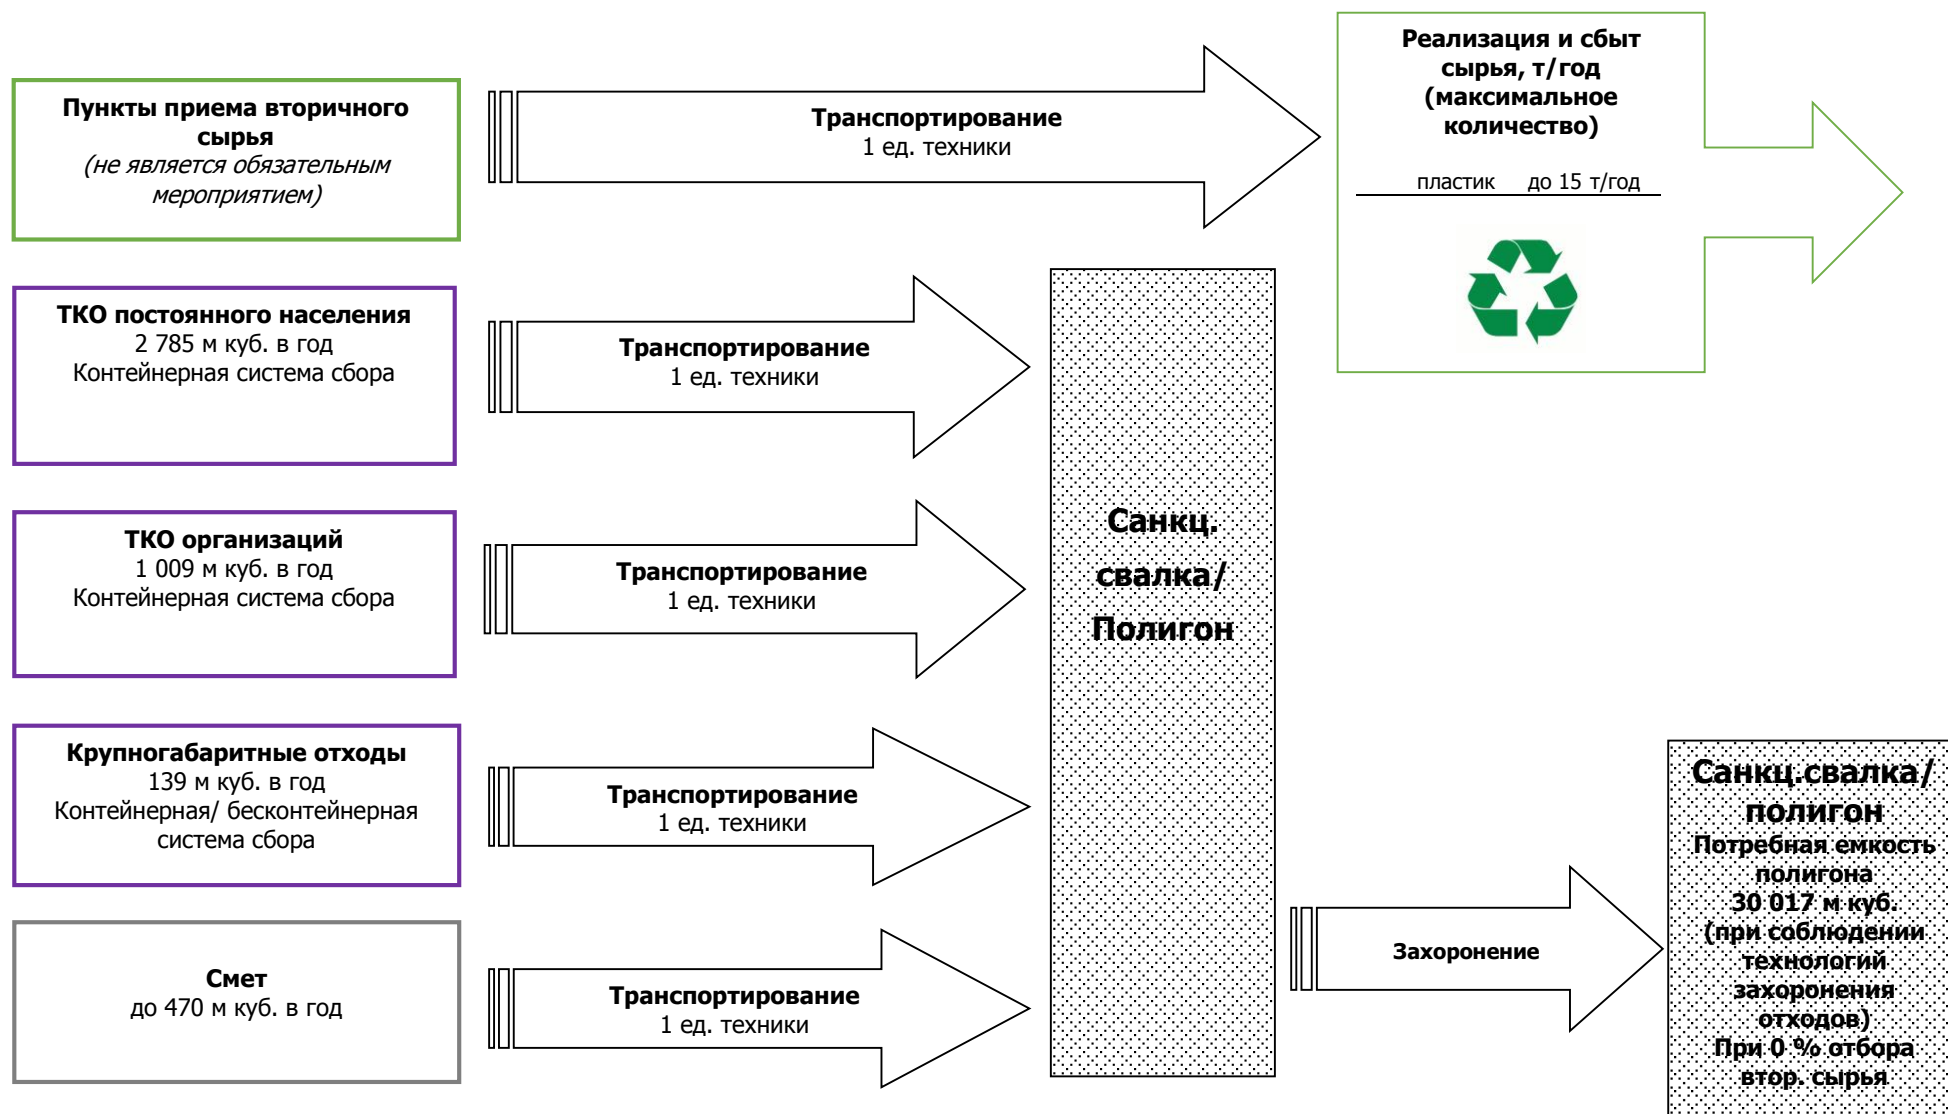 Пункты приема вторичного
сырья
(не является обязательным
мероприятием)
Транспортирование
1 ед. техники
Реализация и сбыт
сырья, т/год
(максимальное
количество)
пластик до 15 т/год
ТКО постоянного населения
2 785 м куб. в год
Контейнерная система сбора
Транспортирование
1 ед. техники
ТКО организаций
1 009 м куб. в год
Контейнерная система сбора
Транспортирование
1 ед. техники
Санкц.
свалка/
Полигон
Крупногабаритные отходы
139 м куб. в год
Контейнерная/ бесконтейнерная
система сбора
Транспортирование
1 ед. техники
Смет
до 470 м куб. в год
Транспортирование
1 ед. техники
Захоронение
Санкц.свалка/
полигон
Потребная емкость
полигона
30 017 м куб.
(при соблюдении
технологий
захоронения
отходов)
При 0 % отбора
втор. сырья